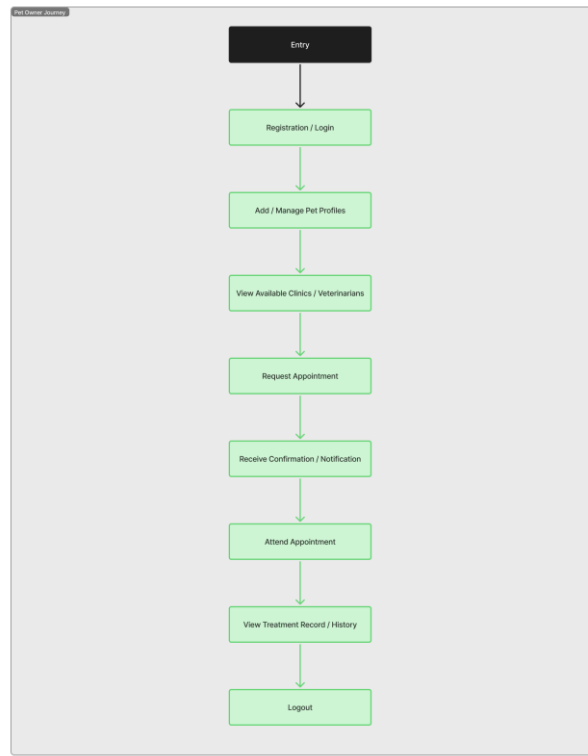 Pet Owner Journey
Entry
Registration / Login
Add / Manage Pet Profiles
View Available Clinics / Veterinarians
Request Appointment
Receive Confirmation / Notification
Attend Appointment
View Treatment Record / History
Logout